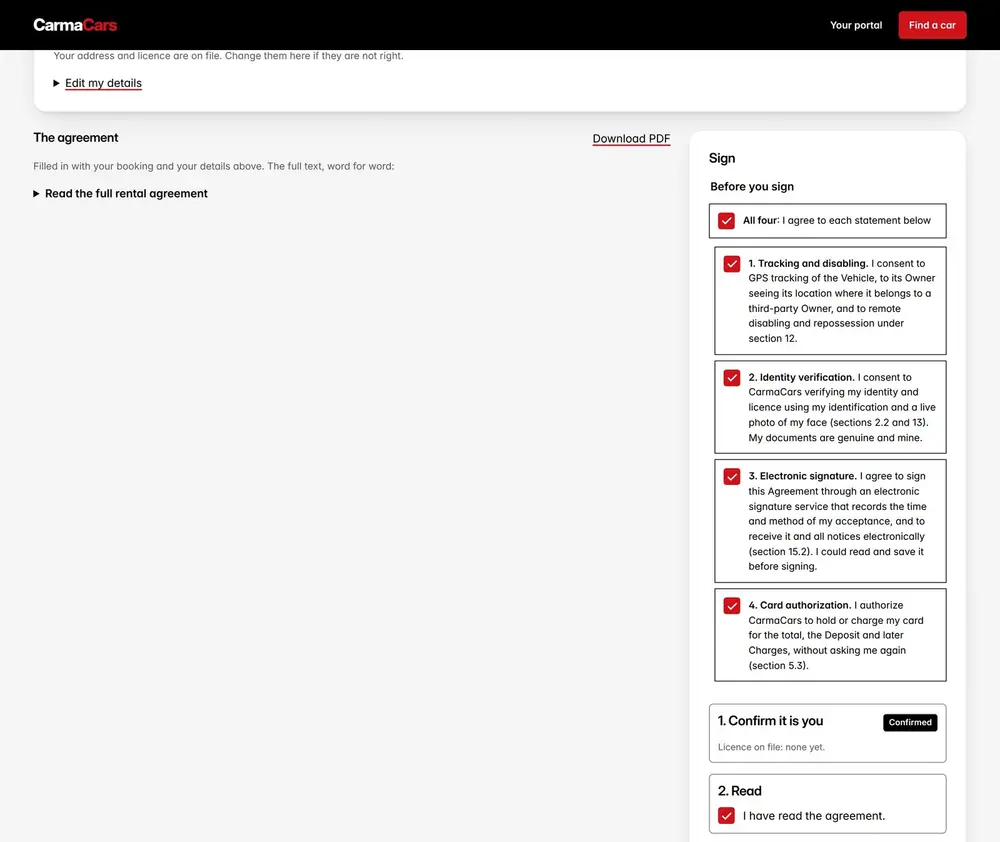 CarmaCars
Your portal
Find a car
Your address and licence are on file. Change them here if they are not right.
Edit my details
The agreement
Download PDF
Filled in with your booking and your details above. The full text, word for word:
Read the full rental agreement
Sign
Before you sign
All four: I agree to each statement below
1. Tracking and disabling. I consent to
GPS tracking of the Vehicle, to its Owner
seeing its location where it belongs to a
third-party Owner, and to remote
disabling and repossession under
section 12.
2. Identity verification. I consent to
CarmaCars verifying my identity and
licence using my identification and a live
photo of my face (sections 2.2 and 13).
My documents are genuine and mine.
3. Electronic signature. I agree to sign
this Agreement through an electronic
signature service that records the time
and method of my acceptance, and to
receive it and all notices electronically
(section 15.2). I could read and save it
before signing.
4. Card authorization. I authorize
CarmaCars to hold or charge my card
for the total, the Deposit and later
Charges, without asking me again
(section 5.3).
1. Confirm it is you
Confirmed
Licence on file: none yet.
2. Read
I have read the agreement.